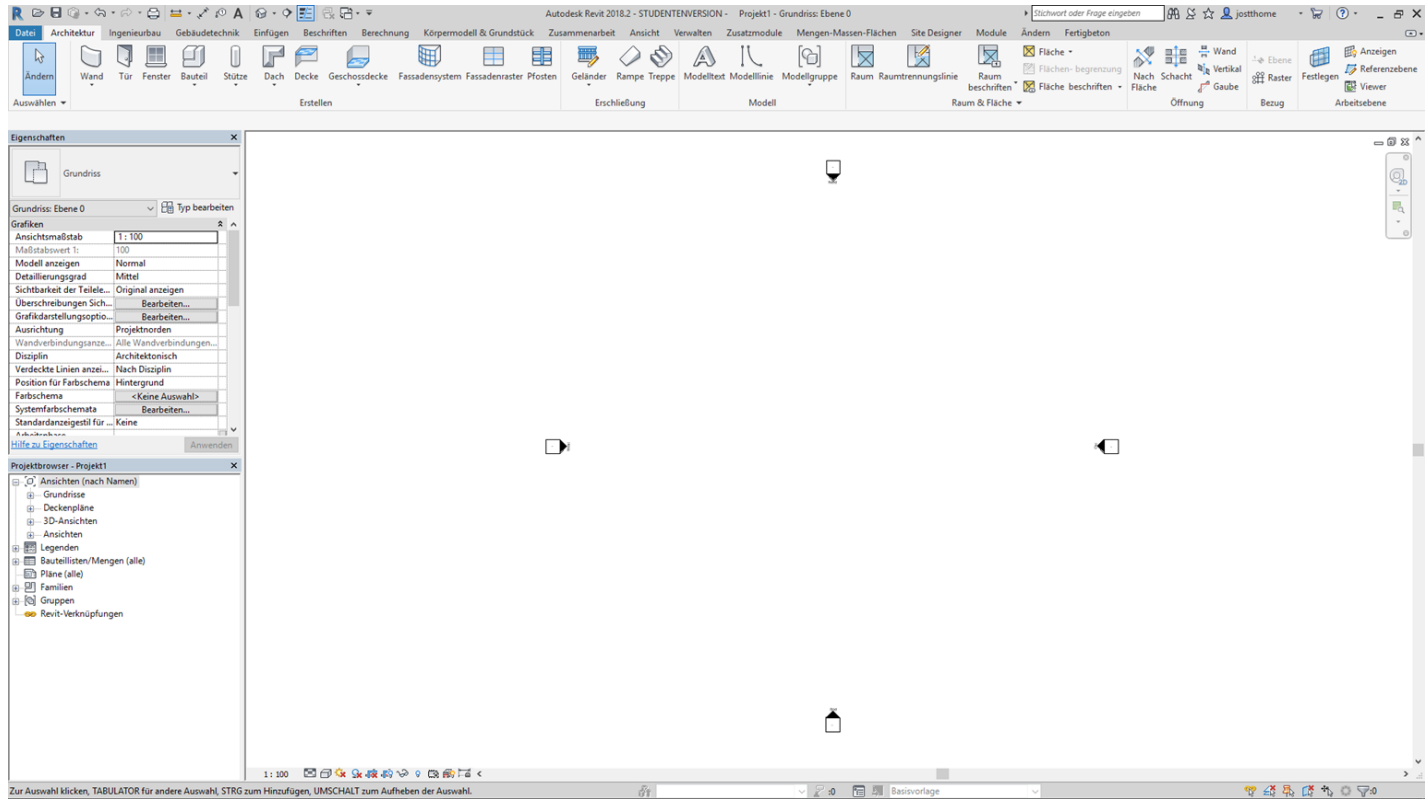 Autodesk Revit 2018.2 - STUDENTENVERSION - Projekt1 - Grundriss: Ebene 0
Stichwort oder Frage eingeben
jostthome
Datei Architektur Ingenieurbau Gebäudetechnik Einfügen Beschriften Berechnung Körpermodell & Grundstück Zusammenarbeit Ansicht Verwalten Zusatzmodule Mengen-Massen-Flächen Site Designer Module Ändern Fertigbeton
Ändern
Wand Tür Fenster Bauteil Stütze Dach Decke Geschossdecke Fassadensystem Fassadenraster Pfosten
Geländer Rampe Treppe
Modelltext Modelllinie Modellgruppe
Raum Raumtrennungslinie Raum beschriften
Fläche
Flächen- begrenzung
Fläche beschriften
Nach Fläche
Schacht
Wand
Vertikal
Gaube
Ebene
Raster
Festlegen
Anzeigen
Referenzebene
Viewer
Auswählen Erstellen Erschließung Modell Raum & Fläche Öffnung Bezug Arbeitsebene
Eigenschaften
Grundriss
Grundriss: Ebene 0 Typ bearbeiten
Grafiken
Ansichtsmaßstab 1 : 100
Maßstabswert 1: 100
Modell anzeigen Normal
Detaillierungsgrad Mittel
Sichtbarkeit der Teilele... Original anzeigen
Überschreibungen Sich... Bearbeiten...
Grafikdarstellungsoptio... Bearbeiten...
Ausrichtung Projektnorden
Wandverbindungsanze... Alle Wandverbindungen...
Disziplin Architektonisch
Verdeckte Linien anzei... Nach Disziplin
Position für Farbschema Hintergrund
Farbschema <Keine Auswahl>
Systemfarbschemata Bearbeiten...
Standardanzeigestil für ... Keine
Hilfe zu Eigenschaften Anwenden
Projektbrowser - Projekt1
Ansichten (nach Namen)
Grundrisse
Deckenpläne
3D-Ansichten
Ansichten
Legenden
Bauteillisten/Mengen (alle)
Pläne (alle)
Familien
Gruppen
Revit-Verknüpfungen
1 : 100
Zur Auswahl klicken, TABULATOR für andere Auswahl, STRG zum Hinzufügen, UMSCHALT zum Aufheben der Auswahl.
:0
Basisvorlage
:0